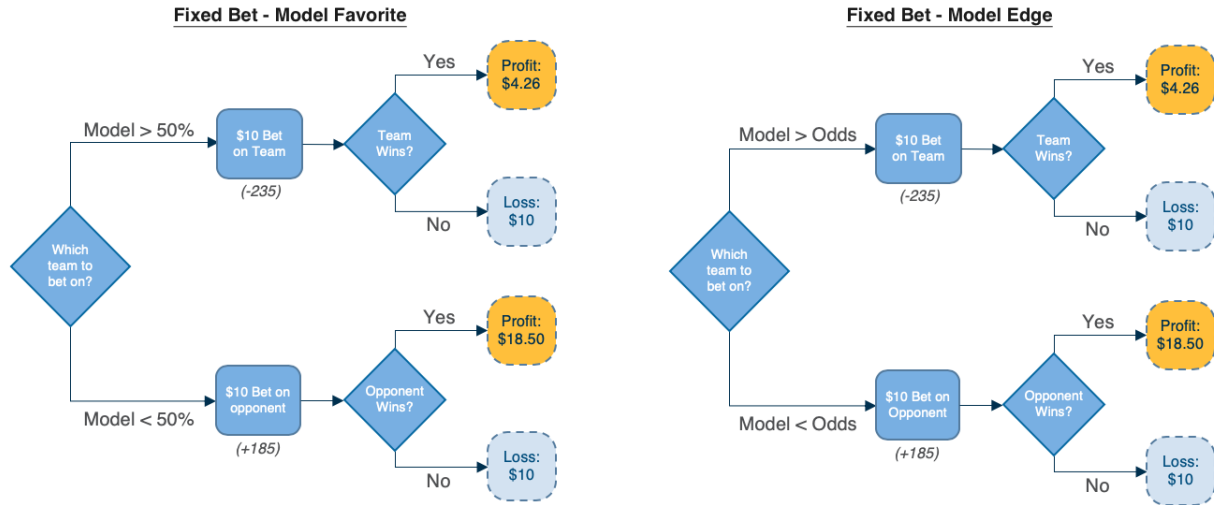 Fixed Bet - Model Favorite
Yes
Profit:
$4.26
Model > 50%
$10 Bet
on Team
(-235)
Team
Wins?
No
Loss:
$10
Which
team to
bet on?
Yes
Profit:
$18.50
Model < 50%
$10 Bet on
opponent
(+185)
Opponent
Wins?
No
Loss:
$10
Fixed Bet - Model Edge
Yes
Profit:
$4.26
Model > Odds
$10 Bet
on Team
(-235)
Team
Wins?
No
Loss:
$10
Which
team to
bet on?
Yes
Profit:
$18.50
Model < Odds
$10 Bet on
Opponent
(+185)
Opponent
Wins?
No
Loss:
$10